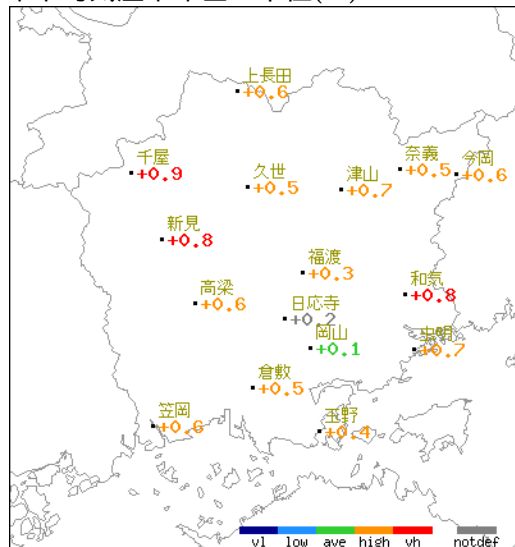 上長田
+0.6
千屋
+0.9
久世
+0.5
津山
+0.7
奈義
+0.5
今岡
+0.6
新見
+0.8
福渡
+0.3
高梁
+0.6
和気
+0.8
日応寺
+0.2
岡山
+0.1
虫明
+0.7
倉敷
+0.5
笠岡
+0.6
玉野
+0.4
vl low ave high vh notdef